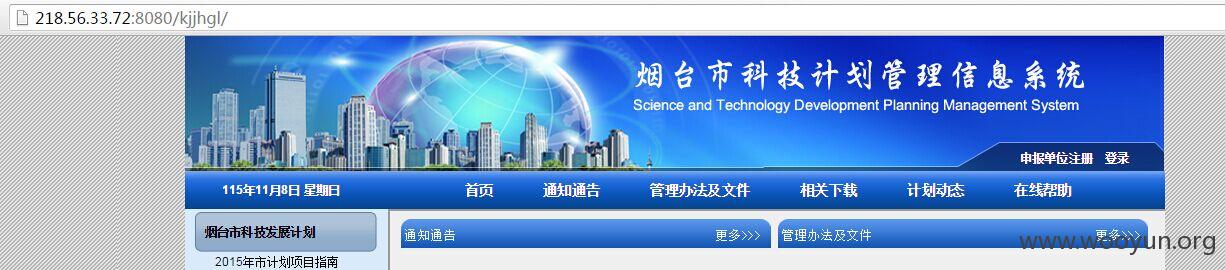 218.56.33.72:8080/kjjhgl/
烟台市科技计划管理信息系统
Science and Technology Development Planning Management System
申报单位注册 登录
115年11月8日 星期日 首页 通知通告 管理办法及文件 相关下载 计划动态 在线帮助
烟台市科技发展计划
通知通告 更多>>> 管理办法及文件 更多>>>
2015年市计划项目指南
www.wooyun.org